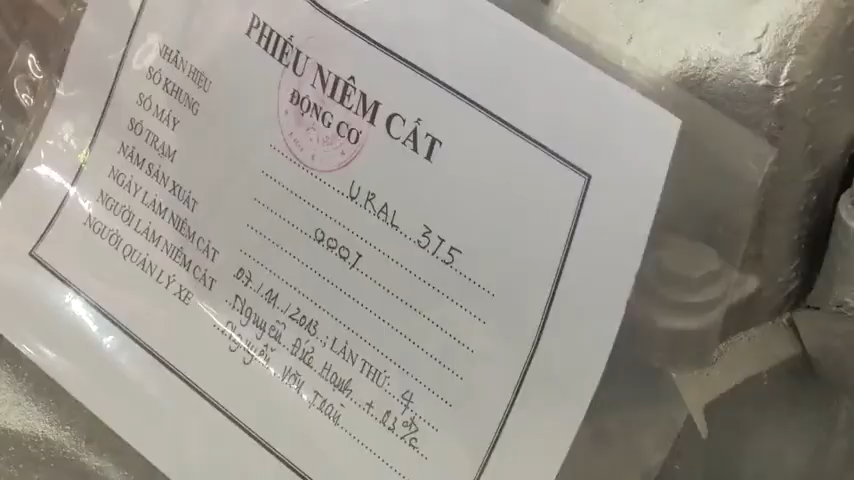 PHIẾU NIÊM CẤT
ĐỘNG CƠ
NHÃN HIỆU URAL 375
SỐ KHUNG
SỐ MÁY 0007
SỐ TRẠM
NĂM SẢN XUẤT
NGÀY LÀM NIÊM CẤT 07/11/2013 LẦN THỨ: 4
NGƯỜI LÀM NIÊM CẤT Nguyễn Đức Hạnh +
NGƯỜI QUẢN LÝ XE Nguyễn Văn